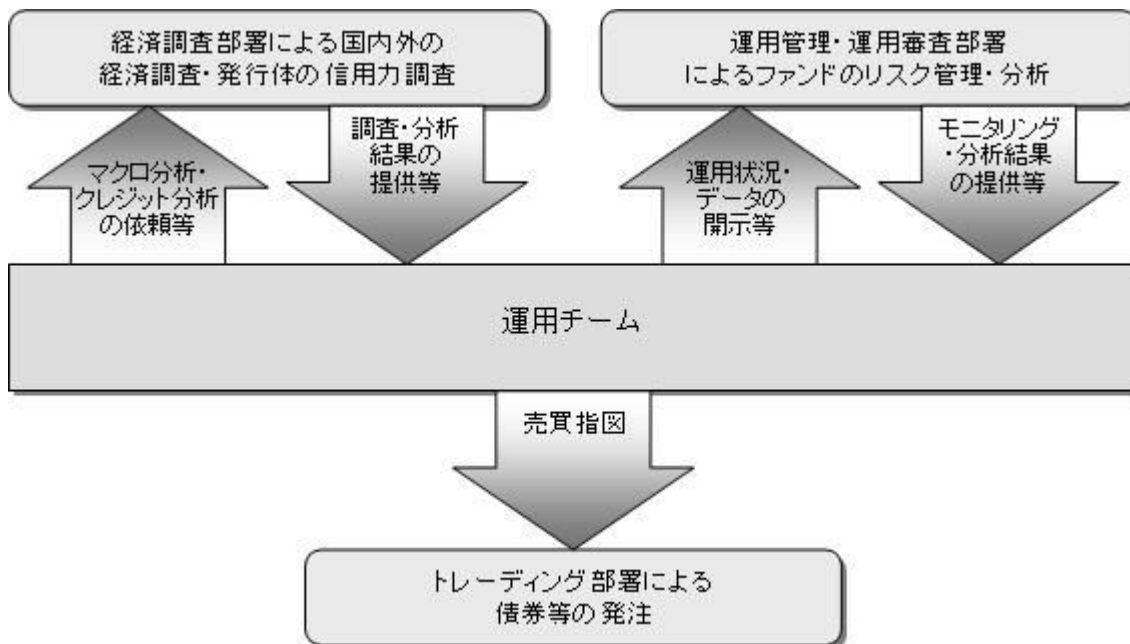 経済調査部署による国内外の
経済調査・発行体の信用力調査
運用管理・運用審査部署
によるファンドのリスク管理・分析
マクロ分析・
クレジット分析
の依頼等
調査・分析
結果の
提供等
運用状況・
データの
開示等
モニタリング
・分析結果
の提供等
運用チーム
売買指図
トレーディング部署による
債券等の発注